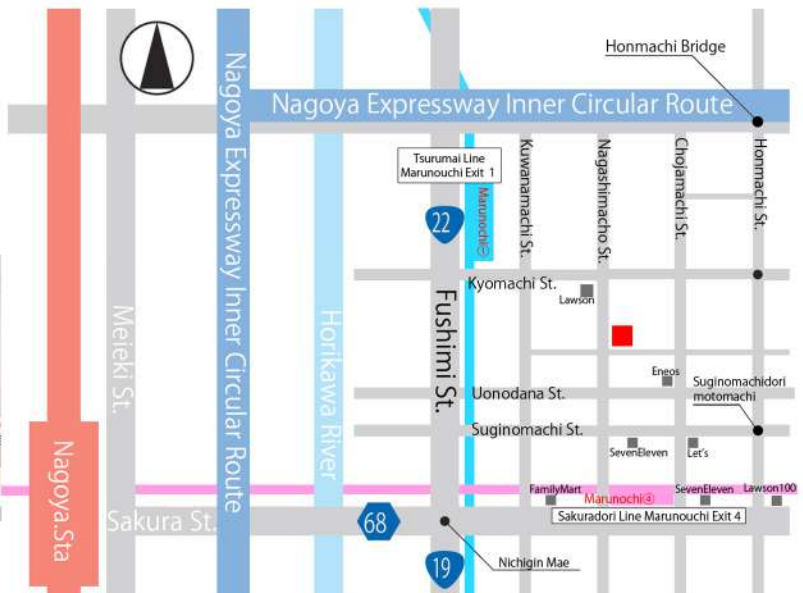 Honmachi Bridge
Nagoya Expressway Inner Circular Route
Nagoya Expressway Inner Circular Route
Tsurumai Line
Marunouchi Exit 1
Marunochi①
22
Kuwanamachi St.
Nagashimacho St.
Chojamachi St.
Honmachi St.
Kyomachi St.
Lawson
Meieki St.
Horikawa River
Fushimi St.
Eneos
Uonodana St.
Suginomachidori
motomachi
Suginomachi St.
SevenEleven
Let's
Nagoya.Sta
FamilyMart
Marunochi④
SevenEleven
Lawson100
Sakura St.
68
Sakuradori Line Marunouchi Exit 4
Nichigin Mae
19